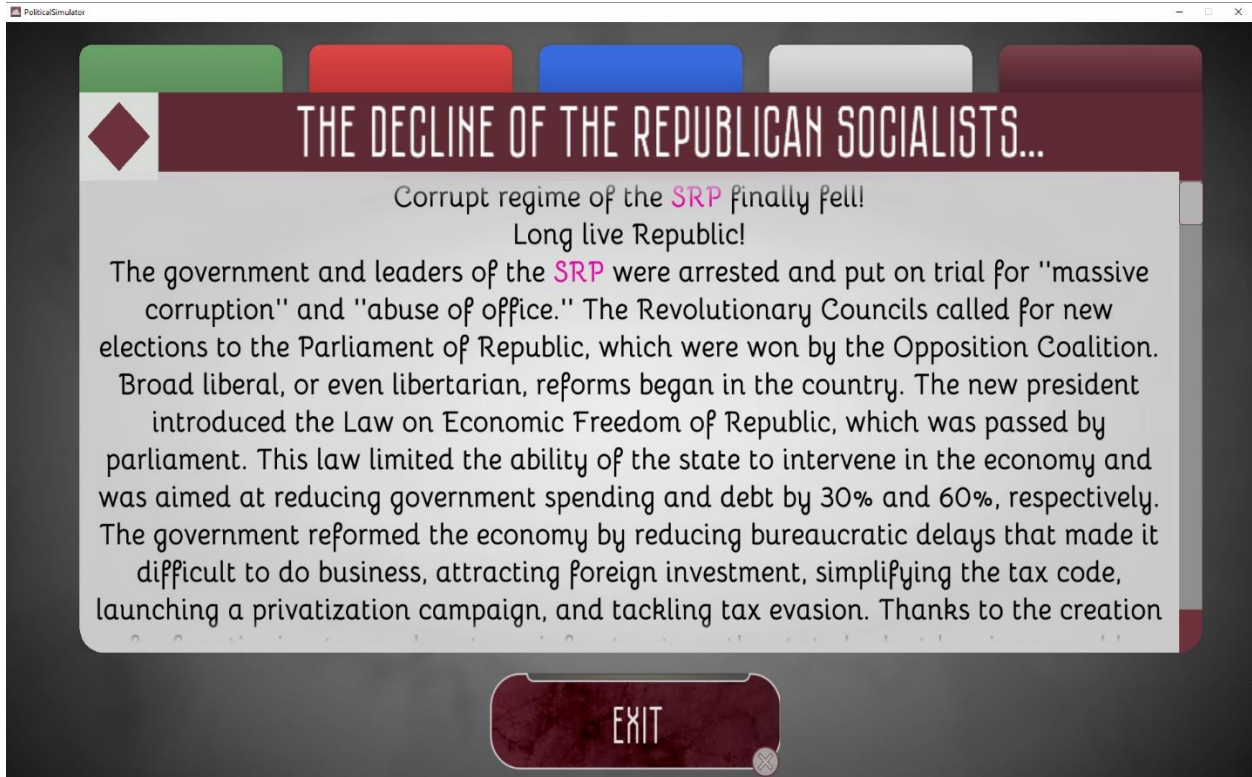 PoliticalSimulator
THE DECLINE OF THE REPUBLICAN SOCIALISTS...
Corrupt regime of the SRP finally fell!
Long live Republic!
The government and leaders of the SRP were arrested and put on trial for "massive
corruption" and "abuse of office." The Revolutionary Councils called for new
elections to the Parliament of Republic, which were won by the Opposition Coalition.
Broad liberal, or even libertarian, reforms began in the country. The new president
introduced the Law on Economic Freedom of Republic, which was passed by
parliament. This law limited the ability of the state to intervene in the economy and
was aimed at reducing government spending and debt by 30% and 60%, respectively.
The government reformed the economy by reducing bureaucratic delays that made it
difficult to do business, attracting foreign investment, simplifying the tax code,
launching a privatization campaign, and tackling tax evasion. Thanks to the creation
EXIT